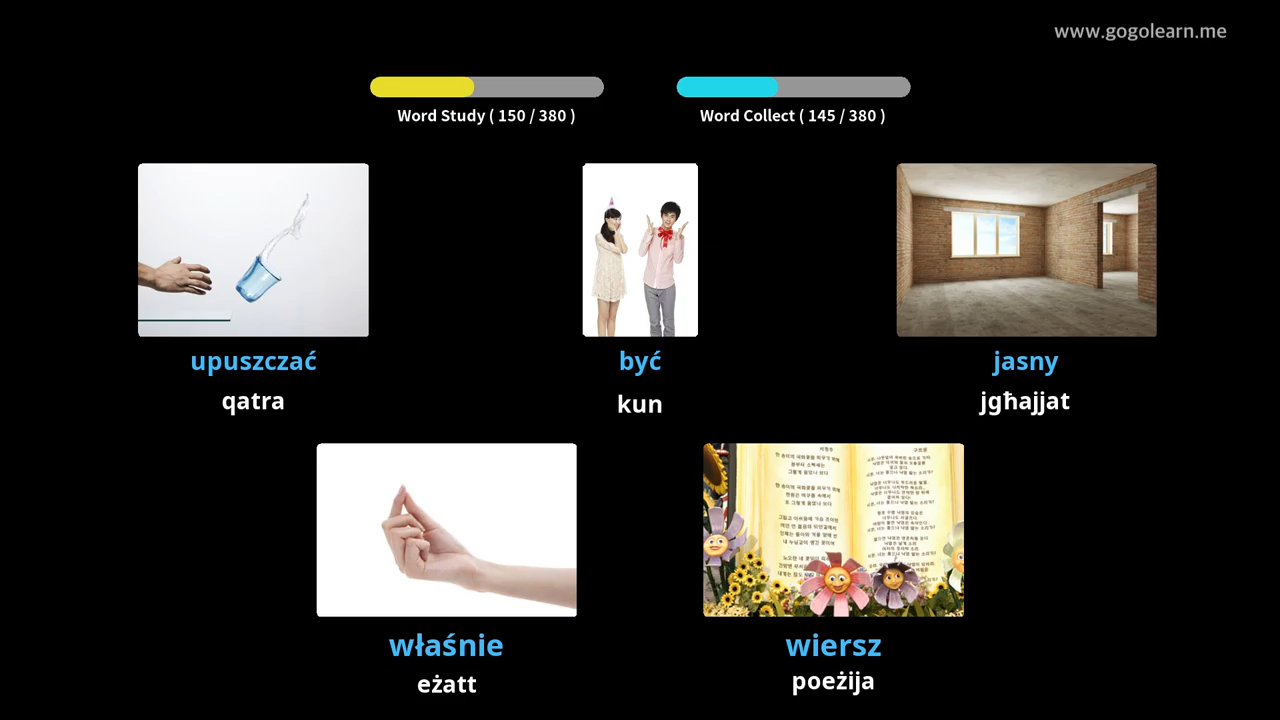 www.gogolearn.me
Word Study ( 150 / 380 )
Word Collect ( 145 / 380 )
upuszczać
qatra
być
kun
jasny
jgħajjat
właśnie
eżatt
wiersz
poeżija